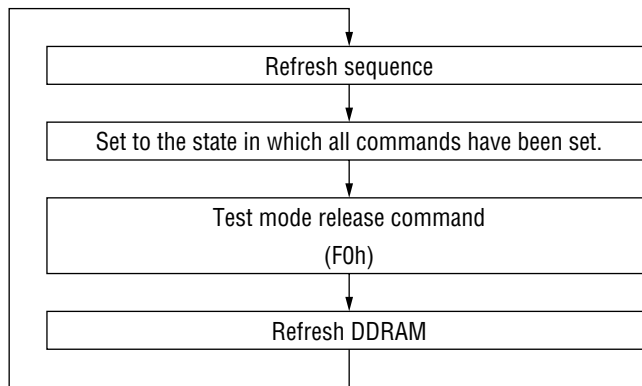 Refresh sequence
Set to the state in which all commands have been set.
Test mode release command
(F0h)
Refresh DDRAM